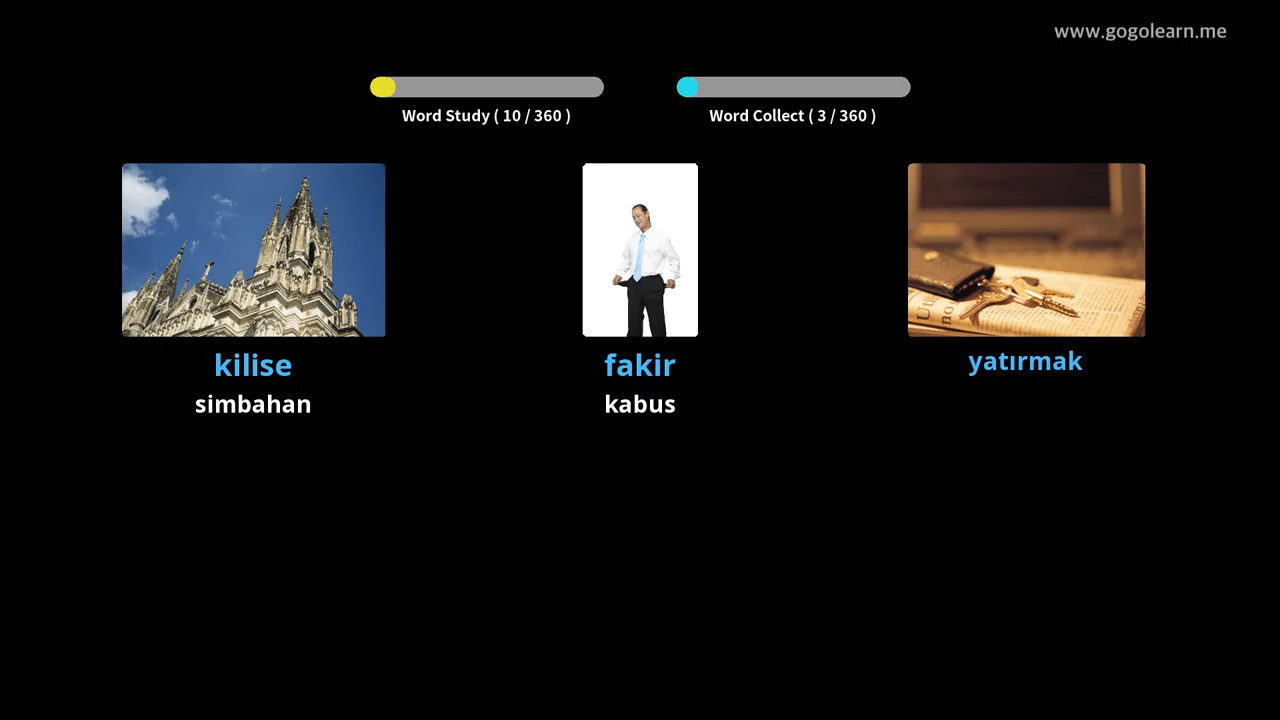 www.gogolearn.me
Word Study ( 10 / 360 )
Word Collect ( 3 / 360 )
kilise
simbahan
fakir
kabus
yatırmak